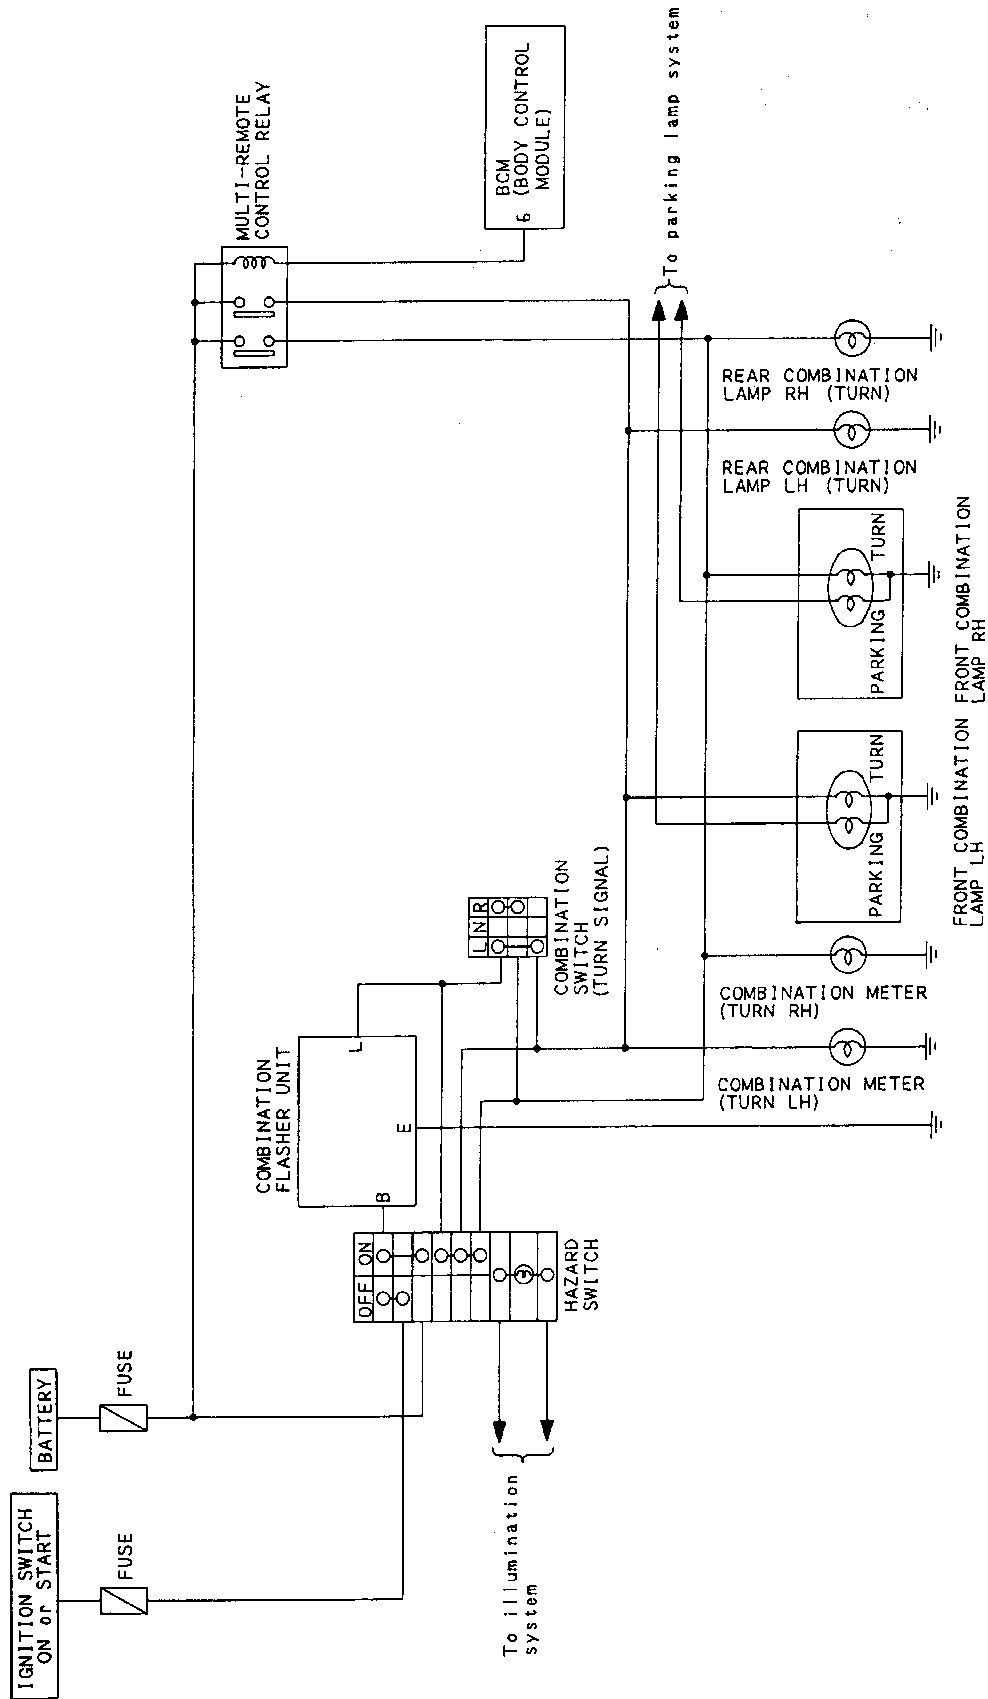 IGNITION SWITCH
ON or START
FUSE
BATTERY
FUSE
MULTI-REMOTE
CONTROL RELAY
6
BCM
(BODY CONTROL
MODULE)
To parking lamp system
COMBINATION
FLASHER UNIT
B
E
L
OFF
ON
HAZARD
SWITCH
To illumination
system
L
N
R
COMBINATION
SWITCH
(TURN SIGNAL)
REAR COMBINATION
LAMP RH (TURN)
REAR COMBINATION
LAMP LH (TURN)
PARKING
TURN
FRONT COMBINATION
LAMP RH
PARKING
TURN
FRONT COMBINATION
LAMP LH
COMBINATION METER
(TURN RH)
COMBINATION METER
(TURN LH)